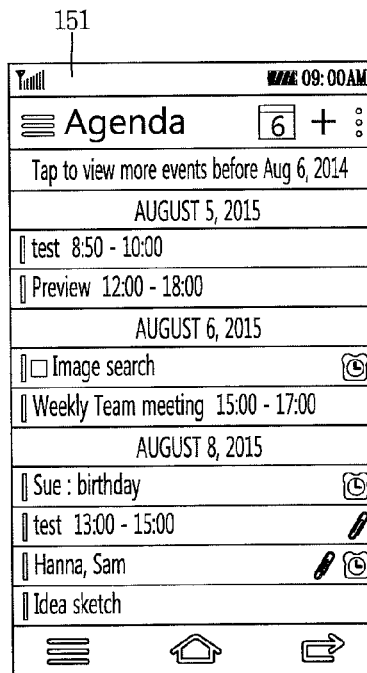 151
09:00AM
Agenda 6 +
Tap to view more events before Aug 6, 2014
AUGUST 5, 2015
test 8:50 - 10:00
Preview 12:00 - 18:00
AUGUST 6, 2015
Image search
Weekly Team meeting 15:00 - 17:00
AUGUST 8, 2015
Sue : birthday
test 13:00 - 15:00
Hanna, Sam
Idea sketch